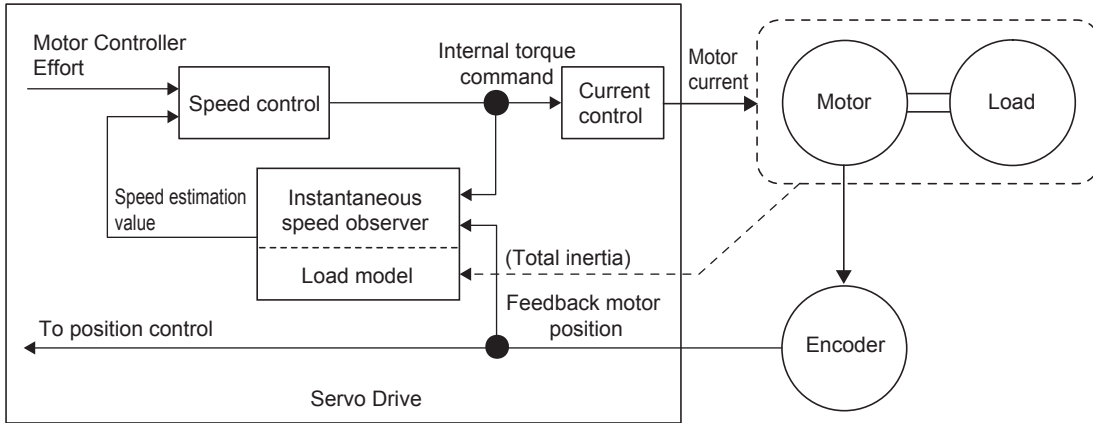 Motor Controller
Effort
Speed control
Internal torque
command
Current
control
Motor
current
Motor
Load
Speed estimation
value
Instantaneous
speed observer
Load model
(Total inertia)
Feedback motor
position
To position control
Encoder
Servo Drive